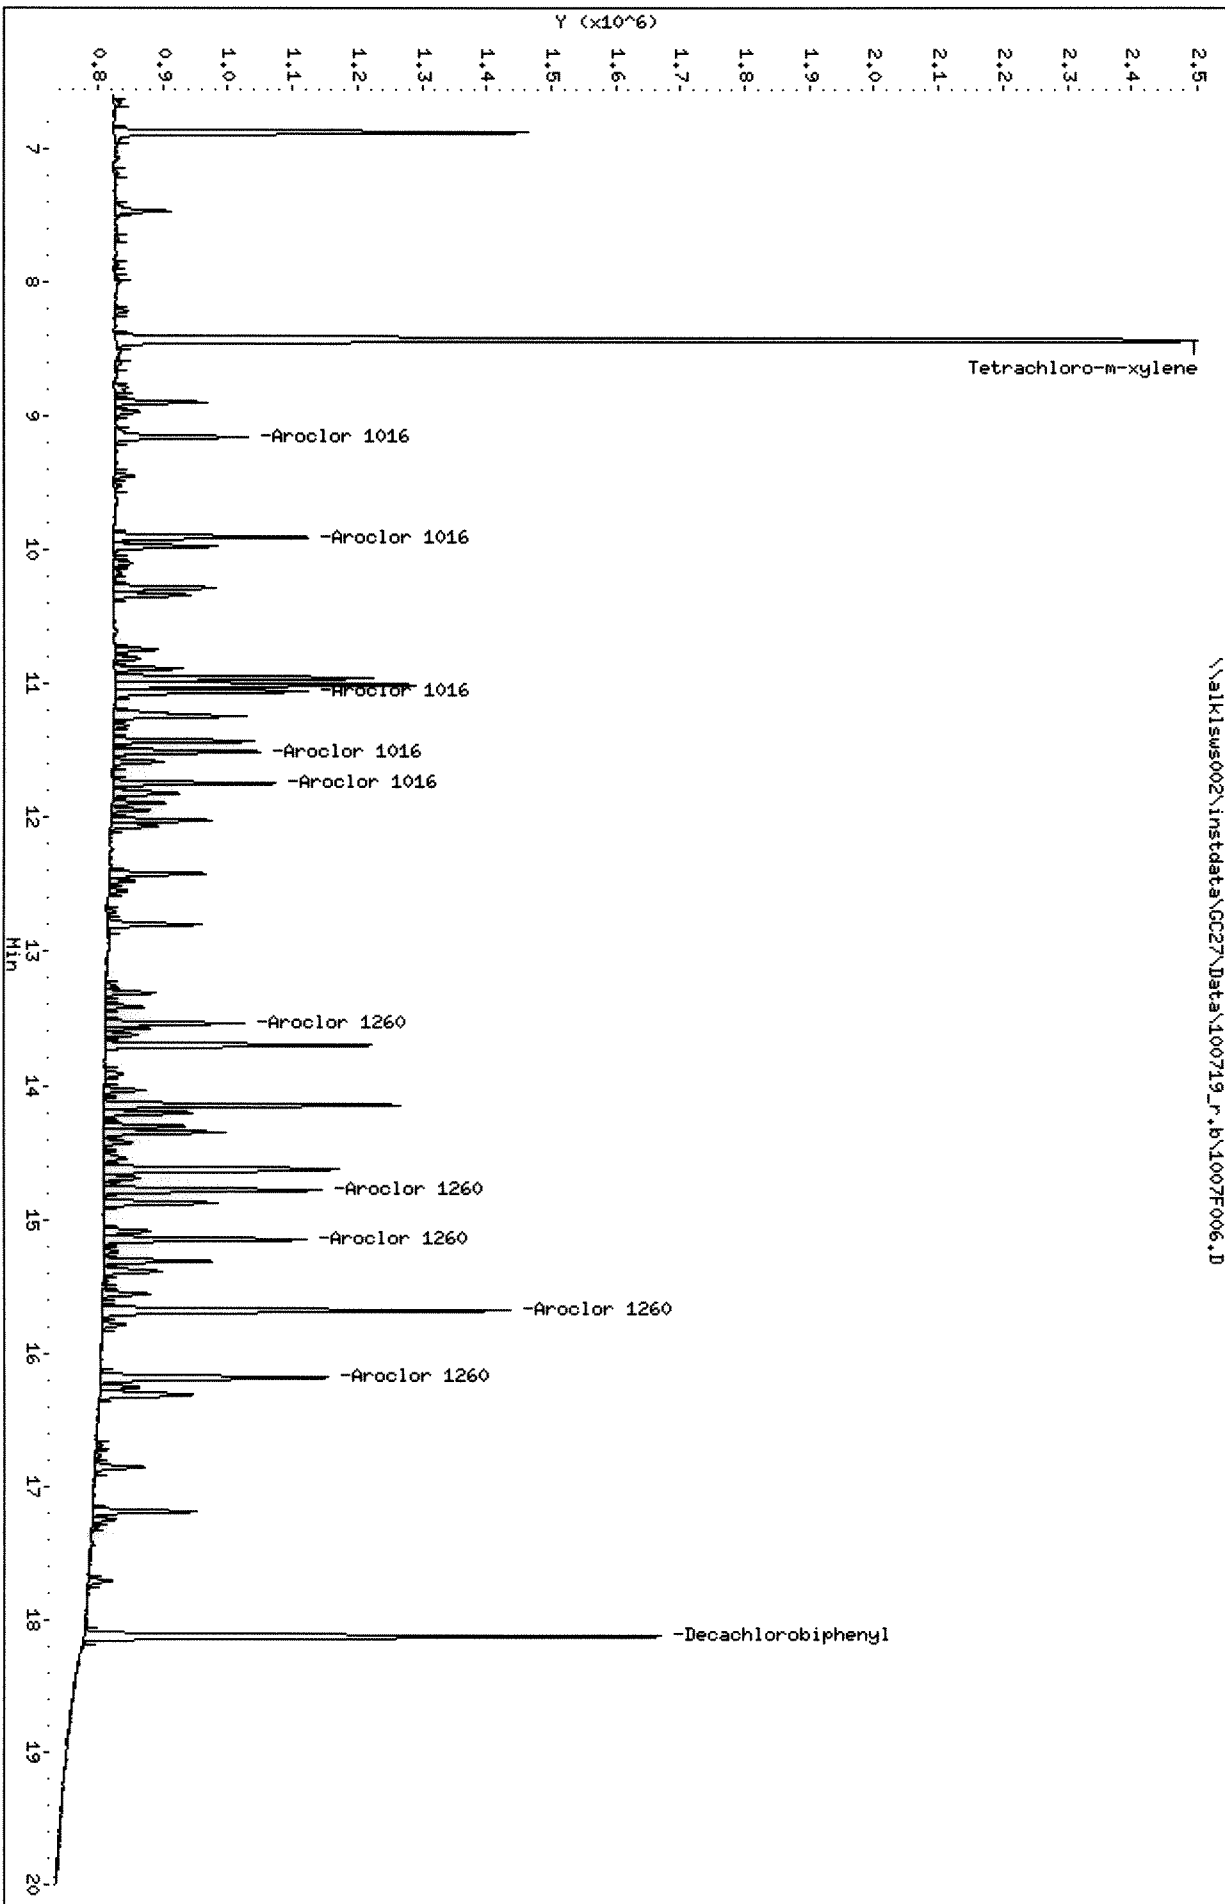 \\alklsws002\instdata\GC27\Data\100719_r.b\1007F006.D
Y (x10^6)
0.8
0.9
1.0
1.1
1.2
1.3
1.4
1.5
1.6
1.7
1.8
1.9
2.0
2.1
2.2
2.3
2.4
2.5
Tetrachloro-m-xylene
-Aroclor 1016
-Aroclor 1016
-Aroclor 1016
-Aroclor 1016
-Aroclor 1016
-Aroclor 1260
-Aroclor 1260
-Aroclor 1260
-Aroclor 1260
-Aroclor 1260
-Decachlorobiphenyl
7
8
9
10
11
12
13
14
15
16
17
18
19
20
Min